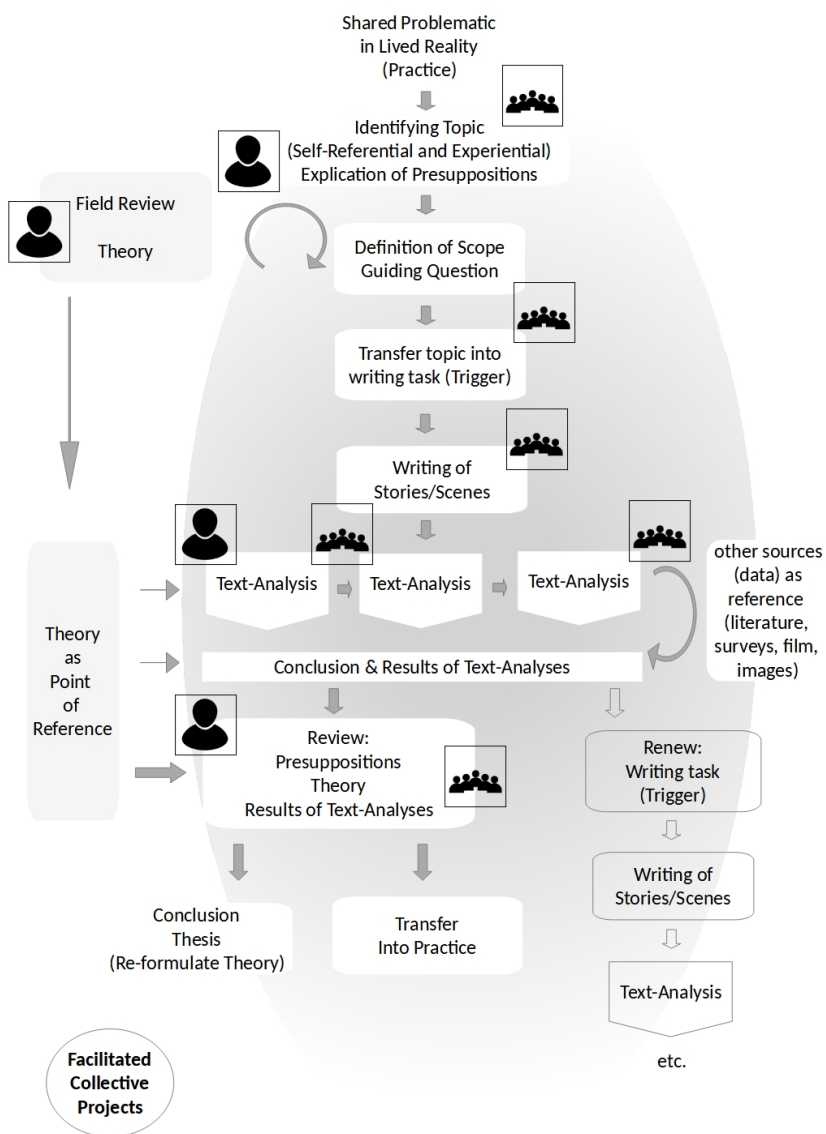 Shared Problematic
in Lived Reality
(Practice)
Identifying Topic
(Self-Referential and Experiential)
Explication of Presuppositions
Field Review
Theory
Definition of Scope
Guiding Question
Transfer topic into
writing task (Trigger)
Writing of
Stories/Scenes
Text-Analysis
Text-Analysis
Text-Analysis
other sources
(data) as
reference
(literature,
surveys, film,
images)
Theory
as
Point
of
Reference
Conclusion & Results of Text-Analyses
Review:
Presuppositions
Theory
Results of Text-Analyses
Renew:
Writing task
(Trigger)
Writing of
Stories/Scenes
Conclusion
Thesis
(Re-formulate Theory)
Transfer
Into Practice
Text-Analysis
etc.
Facilitated
Collective
Projects